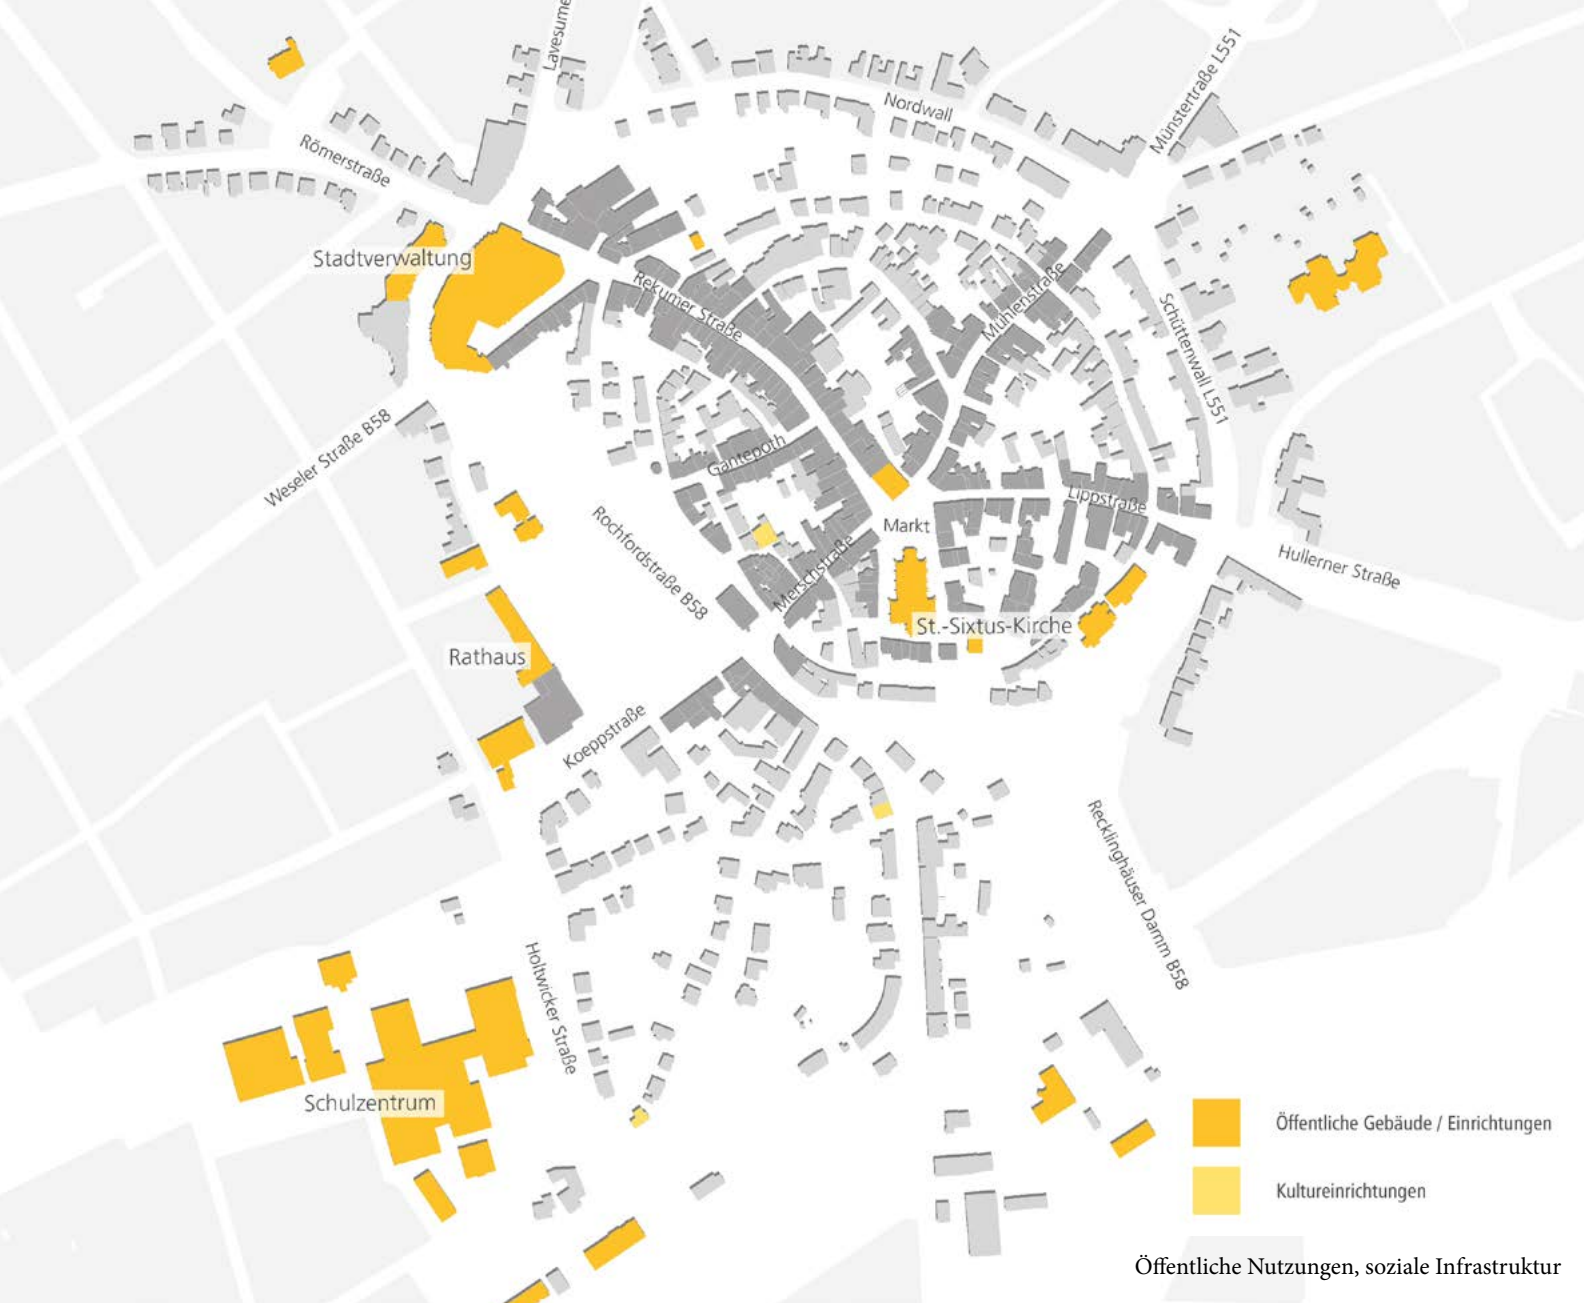 Lavesume
Münstertraße L551
Nordwall
Römerstraße
Stadtverwaltung
Rekumer Straße
Mühlenstraße
Schüttenwall L551
Weseler Straße B58
Gantepoth
Lippstraße
Markt
Rochfordstraße B58
Merschstraße
Hullerner Straße
St.-Sixtus-Kirche
Rathaus
Koeppstraße
Recklinghäuser Damm B58
Holtwicker Straße
Schulzentrum
Öffentliche Gebäude / Einrichtungen
Kultureinrichtungen
Öffentliche Nutzungen, soziale Infrastruktur